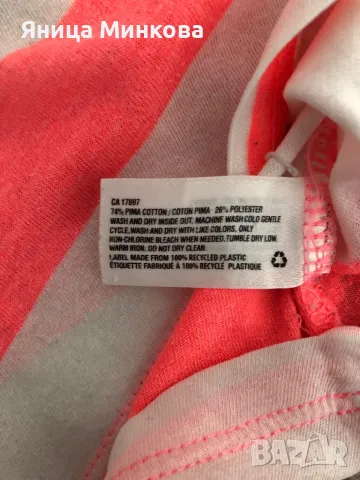 Яница Минкова
CA 17897
74% PIMA COTTON / COTON PIMA 26% POLYESTER
WASH AND DRY INSIDE OUT. MACHINE WASH COLD GENTLE
CYCLE, WASH AND DRY WITH LIKE COLORS. ONLY
NON-CHLORINE BLEACH WHEN NEEDED. TUMBLE DRY LOW.
WARM IRON. DO NOT DRY CLEAN.
LABEL MADE FROM 100% RECYCLED PLASTIC
ÉTIQUETTE FABRIQUÉ À 100% RECYCLÉ PLASTIQUE
BAZAR